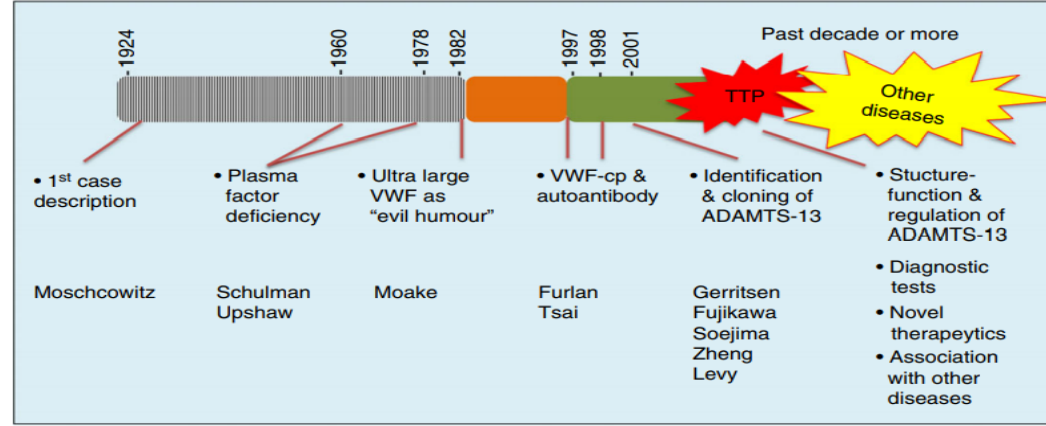 Past decade or more
1924
1960
1978
1982
1997
1998
2001
TTP
Other
diseases
• 1st case
description
• Plasma
factor
deficiency
• Ultra large
VWF as
“evil humour”
• VWF-cp &
autoantibody
• Identification
& cloning of
ADAMTS-13
• Stucture-
function &
regulation of
ADAMTS-13
• Diagnostic
tests
• Novel
therapeytics
• Association
with other
diseases
Moschcowitz
Schulman
Upshaw
Moake
Furlan
Tsai
Gerritsen
Fujikawa
Soejima
Zheng
Levy